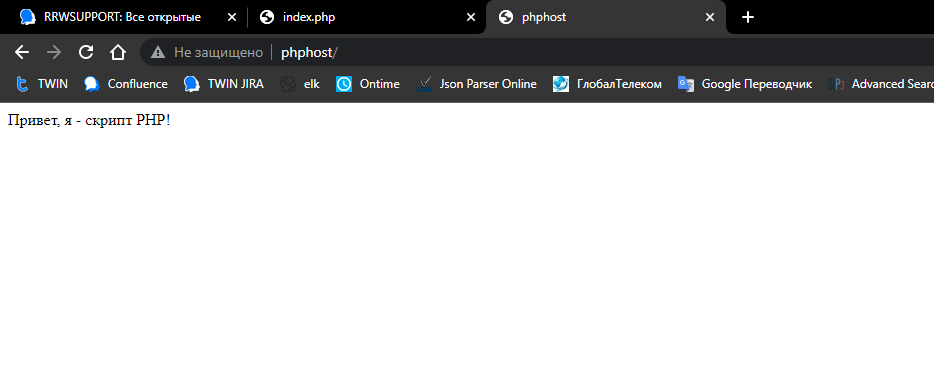 RRWSUPPORT: Все открытые
index.php
phphost
Не защищено phphost/
TWIN Confluence TWIN JIRA elk Ontime Json Parser Online ГлобалТелеком Google Переводчик Advanced Sear
Привет, я - скрипт PHP!